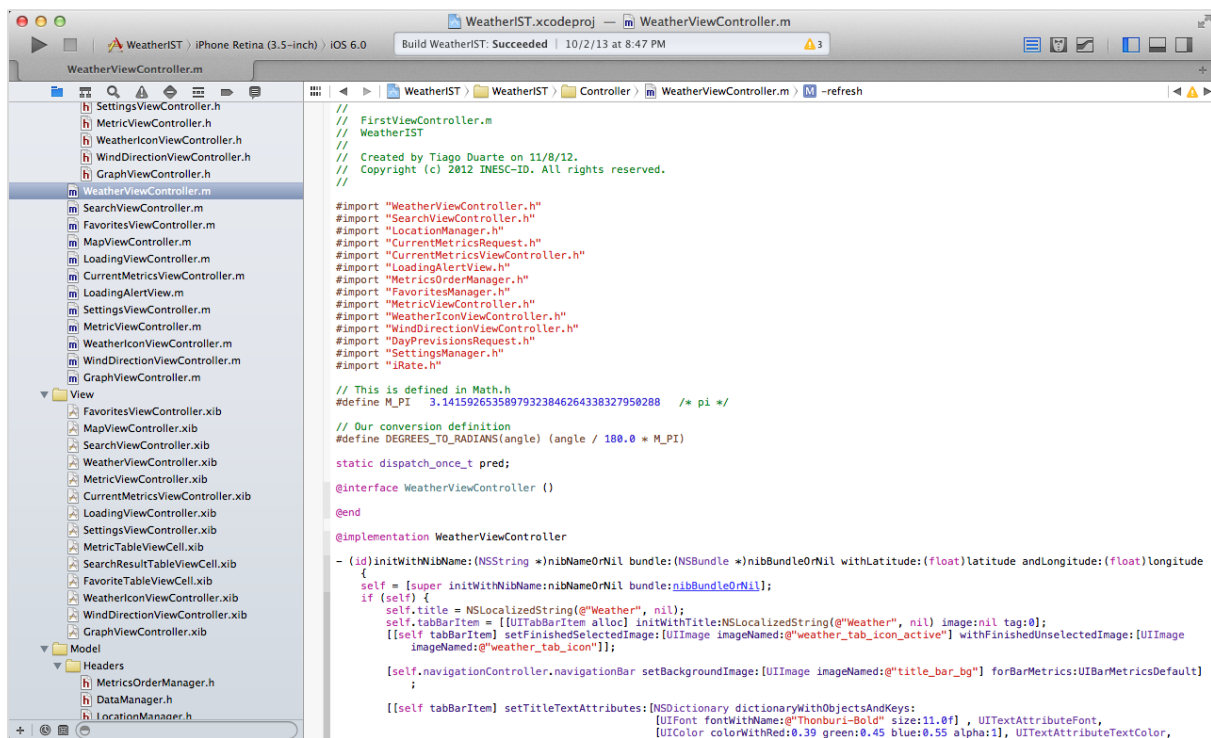 WeatherIST.xcodeproj — m WeatherViewController.m
WeatherIST 〉 iPhone Retina (3.5-inch) 〉 iOS 6.0
Build WeatherIST: Succeeded | 10/2/13 at 8:47 PM
3
WeatherViewController.m
WeatherIST 〉 WeatherIST 〉 Controller 〉 m WeatherViewController.m 〉 M -refresh
h SettingsViewController.h
h MetricViewController.h
h WeatherIconViewController.h
h WindDirectionViewController.h
h GraphViewController.h
m WeatherViewController.m
m SearchViewController.m
m FavoritesViewController.m
m MapViewController.m
m LoadingViewController.m
m CurrentMetricsViewController.m
m LoadingAlertView.m
m SettingsViewController.m
m MetricViewController.m
m WeatherIconViewController.m
m WindDirectionViewController.m
m GraphViewController.m
View
FavoritesViewController.xib
MapViewController.xib
SearchViewController.xib
WeatherViewController.xib
MetricViewController.xib
CurrentMetricsViewController.xib
LoadingViewController.xib
SettingsViewController.xib
MetricTableViewCell.xib
SearchResultTableViewCell.xib
FavoriteTableViewCell.xib
WeatherIconViewController.xib
WindDirectionViewController.xib
GraphViewController.xib
Model
Headers
h MetricsOrderManager.h
h DataManager.h
h LocationManager.h
//
//  FirstViewController.m
//  WeatherIST
//
//  Created by Tiago Duarte on 11/8/12.
//  Copyright (c) 2012 INESC-ID. All rights reserved.
//
#import "WeatherViewController.h"
#import "SearchViewController.h"
#import "LocationManager.h"
#import "CurrentMetricsRequest.h"
#import "CurrentMetricsViewController.h"
#import "LoadingAlertView.h"
#import "MetricsOrderManager.h"
#import "FavoritesManager.h"
#import "MetricViewController.h"
#import "WeatherIconViewController.h"
#import "WindDirectionViewController.h"
#import "DayPrevisionsRequest.h"
#import "SettingsManager.h"
#import "iRate.h"
// This is defined in Math.h
#define M_PI   3.14159265358979323846264338327950288   /* pi */
// Our conversion definition
#define DEGREES_TO_RADIANS(angle) (angle / 180.0 * M_PI)
static dispatch_once_t pred;
@interface WeatherViewController ()
@end
@implementation WeatherViewController
- (id)initWithNibName:(NSString *)nibNameOrNil bundle:(NSBundle *)nibBundleOrNil withLatitude:(float)latitude andLongitude:(float)longitude
{
self = [super initWithNibName:nibNameOrNil bundle:nibBundleOrNil];
if (self) {
self.title = NSLocalizedString(@"Weather", nil);
self.tabBarItem = [[UITabBarItem alloc] initWithTitle:NSLocalizedString(@"Weather", nil) image:nil tag:0];
[[self tabBarItem] setFinishedSelectedImage:[UIImage imageNamed:@"weather_tab_icon_active"] withFinishedUnselectedImage:[UIImage
imageNamed:@"weather_tab_icon"]];
[self.navigationController.navigationBar setBackgroundImage:[UIImage imageNamed:@"title_bar_bg"] forBarMetrics:UIBarMetricsDefault]
;
[[self tabBarItem] setTitleTextAttributes:[NSDictionary dictionaryWithObjectsAndKeys:
[UIFont fontWithName:@"Thonburi-Bold" size:11.0f] , UITextAttributeFont,
[UIColor colorWithRed:0.39 green:0.45 blue:0.55 alpha:1], UITextAttributeTextColor,